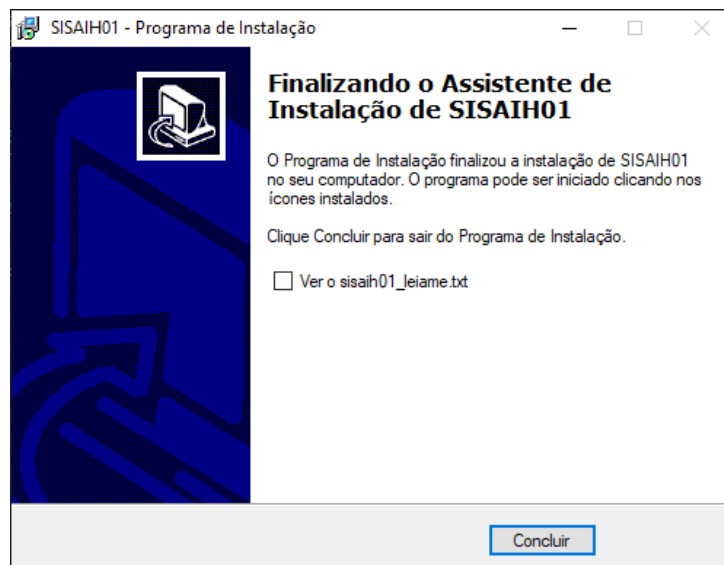 SISAIH01 - Programa de Instalação
Finalizando o Assistente de
Instalação de SISAIH01
O Programa de Instalação finalizou a instalação de SISAIH01
no seu computador. O programa pode ser iniciado clicando nos
ícones instalados.
Clique Concluir para sair do Programa de Instalação.
Ver o sisaih01_leiame.txt
Concluir